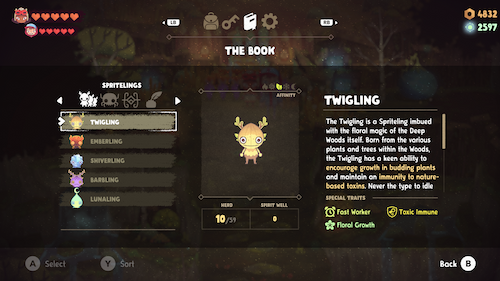 4832
2597
LB
RB
THE BOOK
SPRITELINGS
TWIGLING
EMBERLING
SHIVERLING
BARBLING
LUNALING
AFFINITY
HERD
10/59
SPIRIT WELL
0
TWIGLING
The Twigling is a Spriteling imbued
with the floral magic of the Deep
Woods itself. Born from the various
plants and trees within the Woods,
the Twigling has a keen ability to
encourage growth in budding plants
and maintain an immunity to nature-
based toxins. Never the type to idle
SPECIAL TRAITS
Fast Worker
Toxic Immune
Floral Growth
A Select
Y Sort
Back B